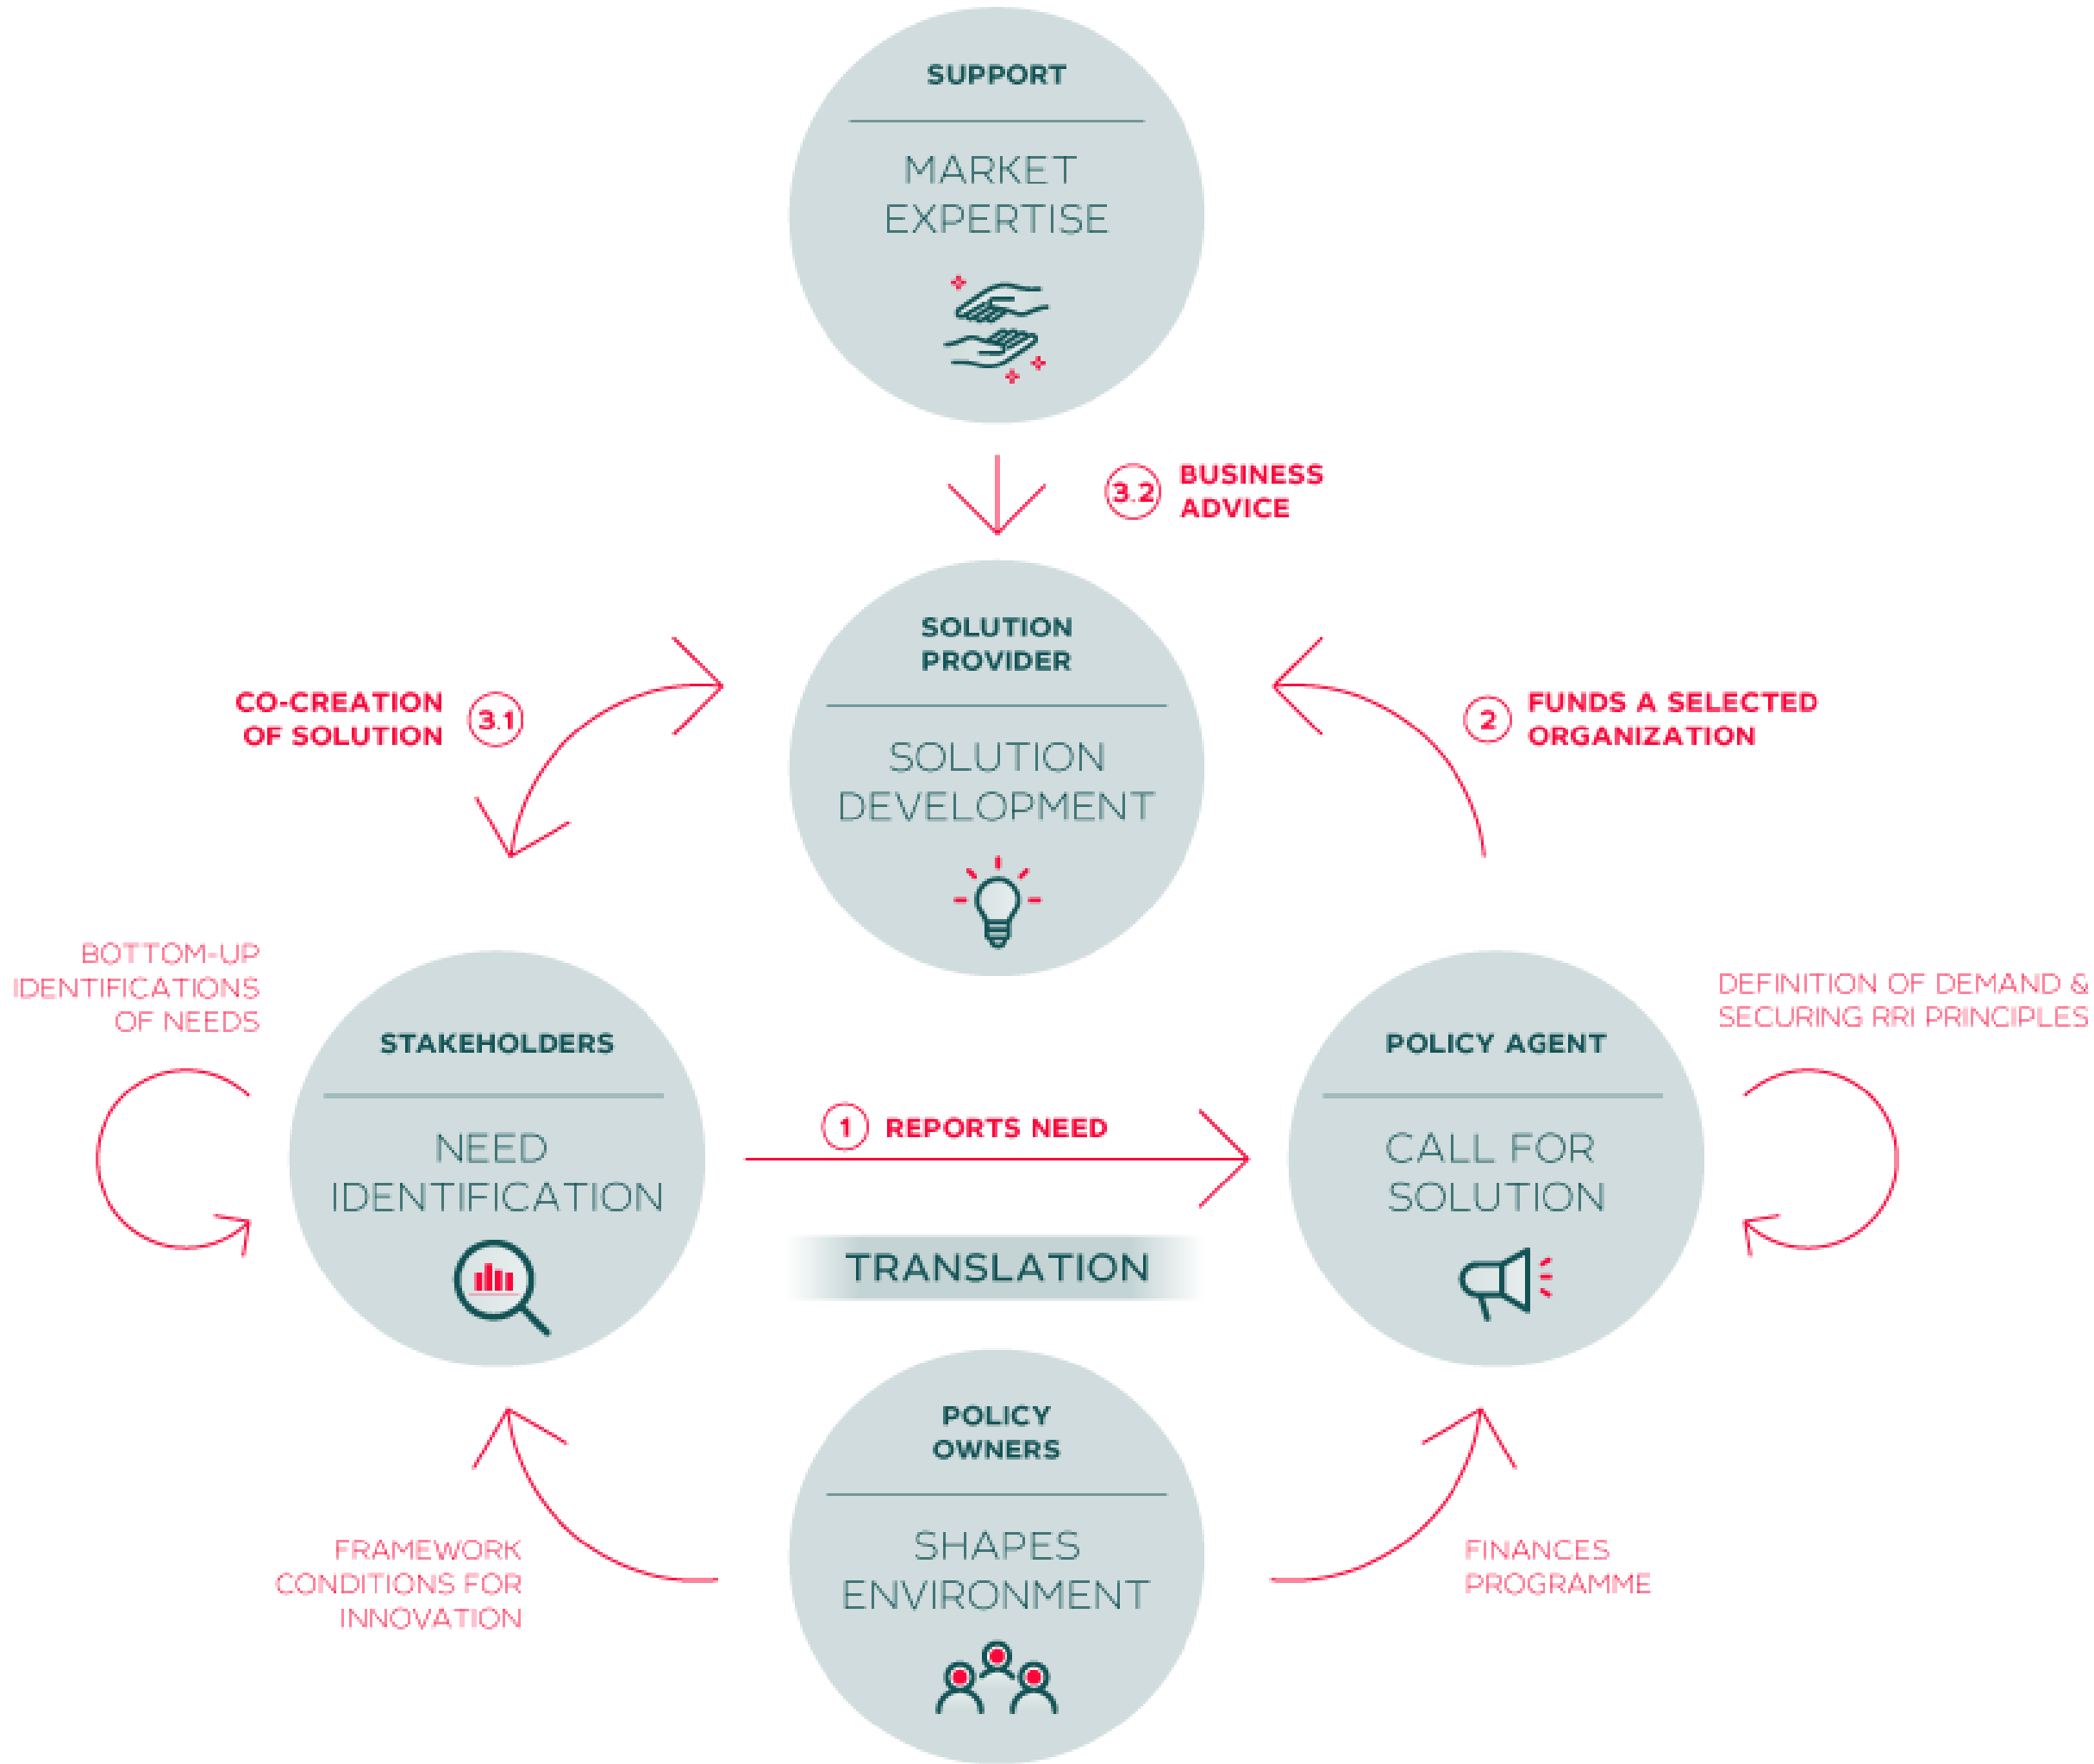 SUPPORT
MARKET
EXPERTISE
3.2
BUSINESS
ADVICE
SOLUTION
PROVIDER
SOLUTION
DEVELOPMENT
CO-CREATION
OF SOLUTION
3.1
2
FUNDS A SELECTED
ORGANIZATION
BOTTOM-UP
IDENTIFICATIONS
OF NEEDS
STAKEHOLDERS
NEED
IDENTIFICATION
1 REPORTS NEED
TRANSLATION
POLICY AGENT
CALL FOR
SOLUTION
DEFINITION OF DEMAND &
SECURING RRI PRINCIPLES
POLICY
OWNERS
SHAPES
ENVIRONMENT
FRAMEWORK
CONDITIONS FOR
INNOVATION
FINANCES
PROGRAMME